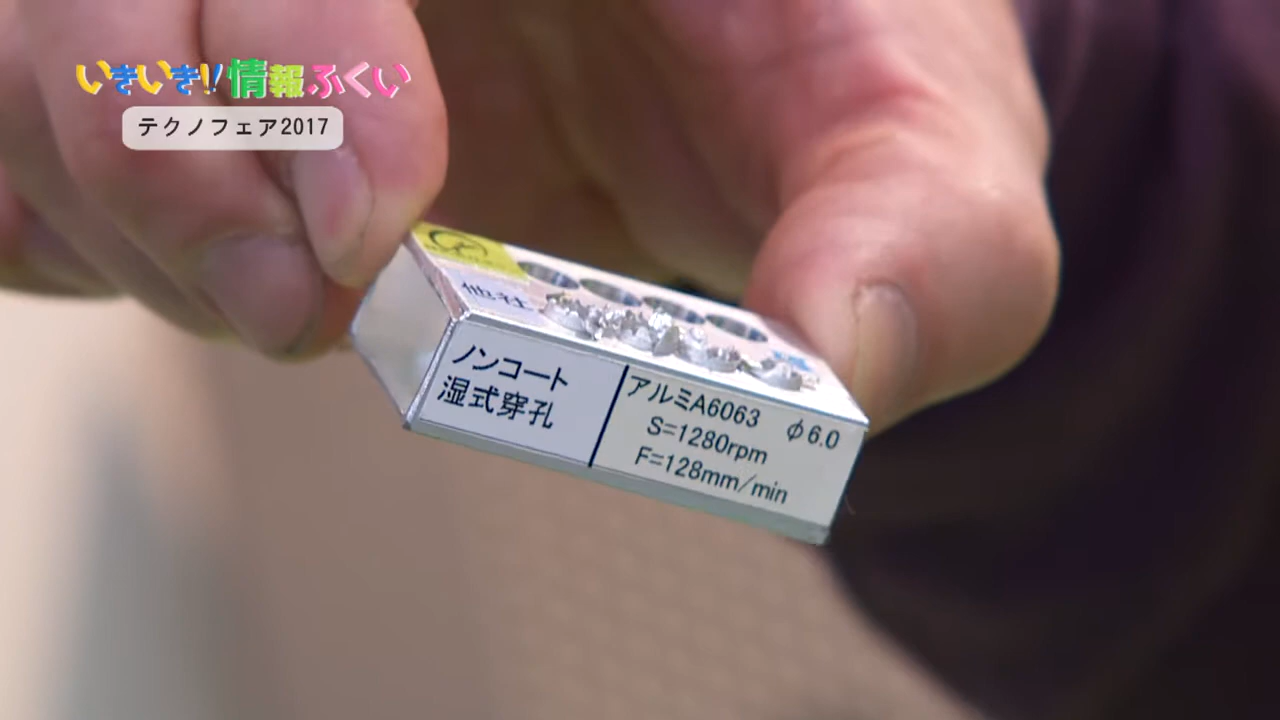 いきいき!!情報ふくい
テクノフェア2017
他社
ノンコート
湿式穿孔
アルミA6063 φ6.0
S=1280rpm
F=128mm/min